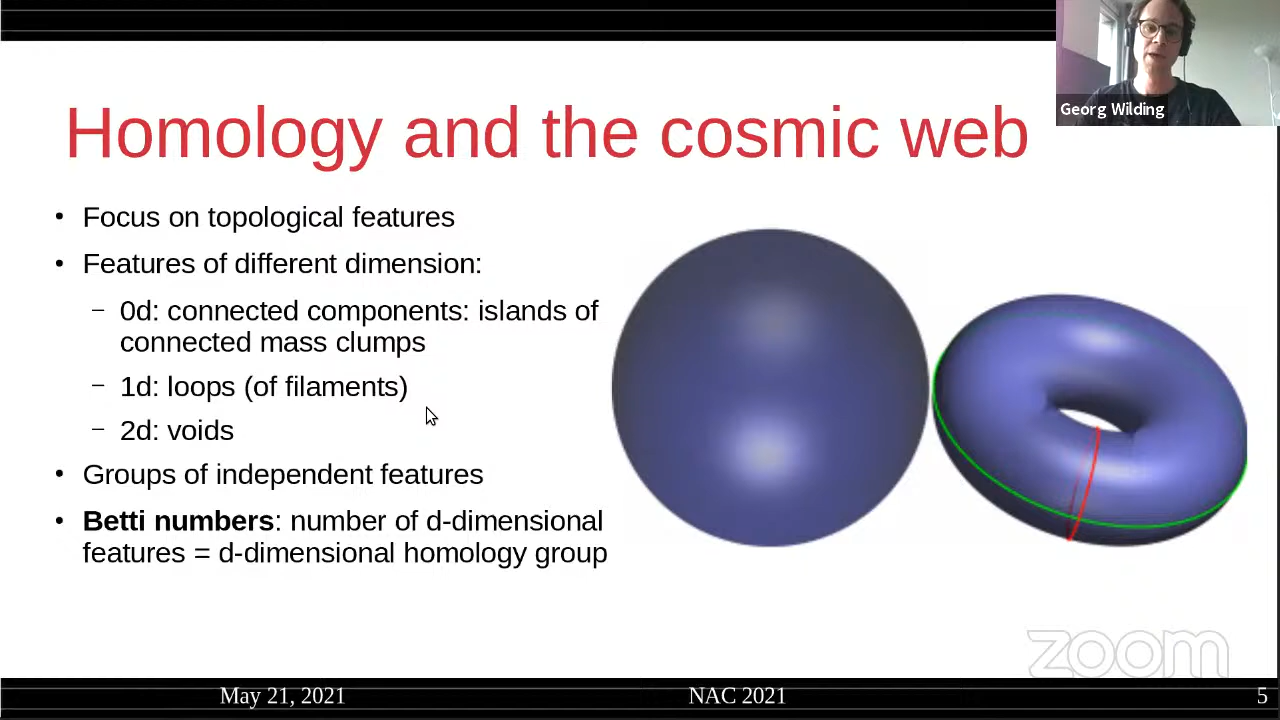 Georg Wilding
Homology and the cosmic web
• Focus on topological features
• Features of different dimension:
– 0d: connected components: islands of
connected mass clumps
– 1d: loops (of filaments)
– 2d: voids
• Groups of independent features
• Betti numbers: number of d-dimensional
features = d-dimensional homology group
zoom
May 21, 2021
NAC 2021
5